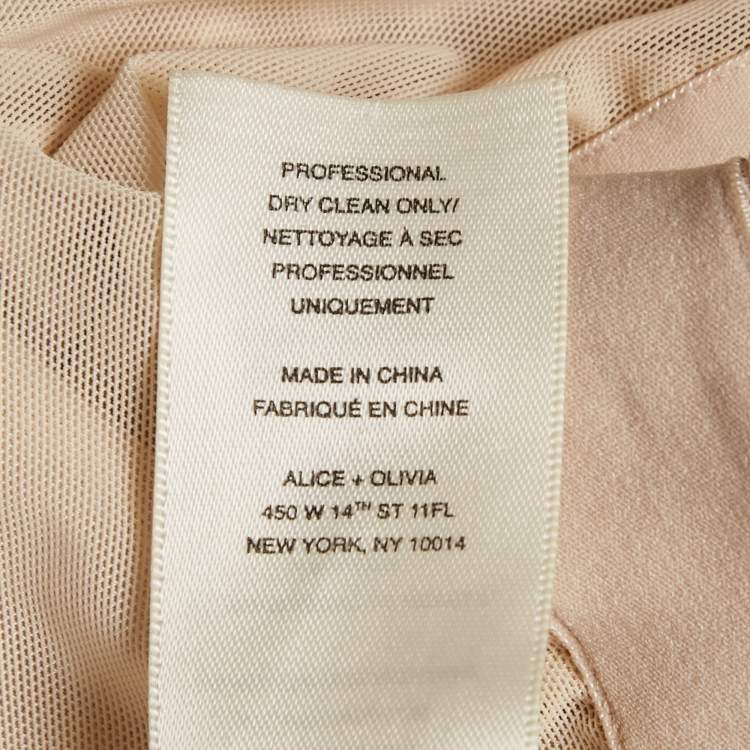 PROFESSIONAL
DRY CLEAN ONLY/
NETTOYAGE À SEC
PROFESSIONNEL
UNIQUEMENT
MADE IN CHINA
FABRIQUÉ EN CHINE
ALICE + OLIVIA
450 W 14TH ST 11FL
NEW YORK, NY 10014